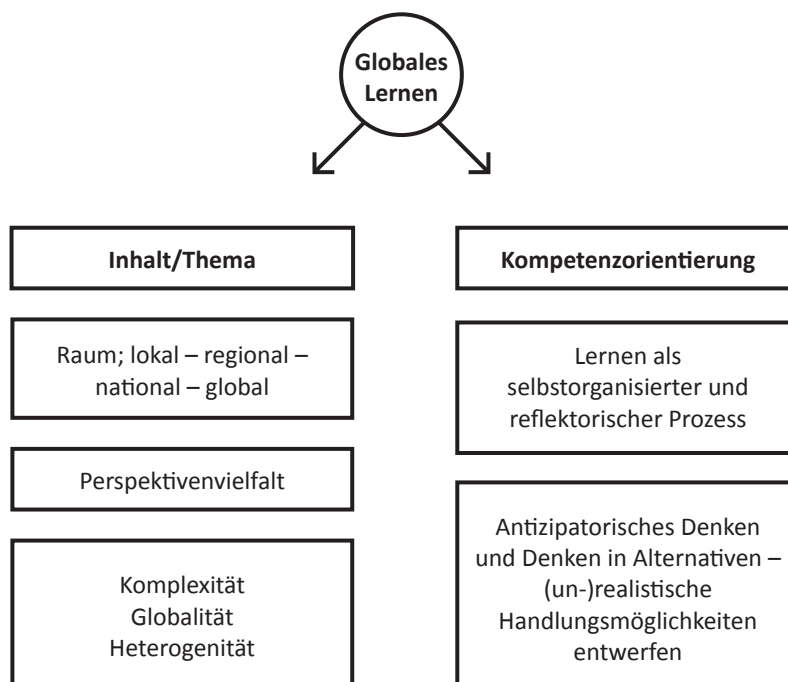 Globales
Lernen
Inhalt/Thema
Raum; lokal – regional –
national – global
Perspektivenvielfalt
Komplexität
Globalität
Heterogenität
Kompetenzorientierung
Lernen als
selbstorganisierter und
reflektorischer Prozess
Antizipatorisches Denken
und Denken in Alternativen –
(un-)realistische
Handlungsmöglichkeiten
entwerfen